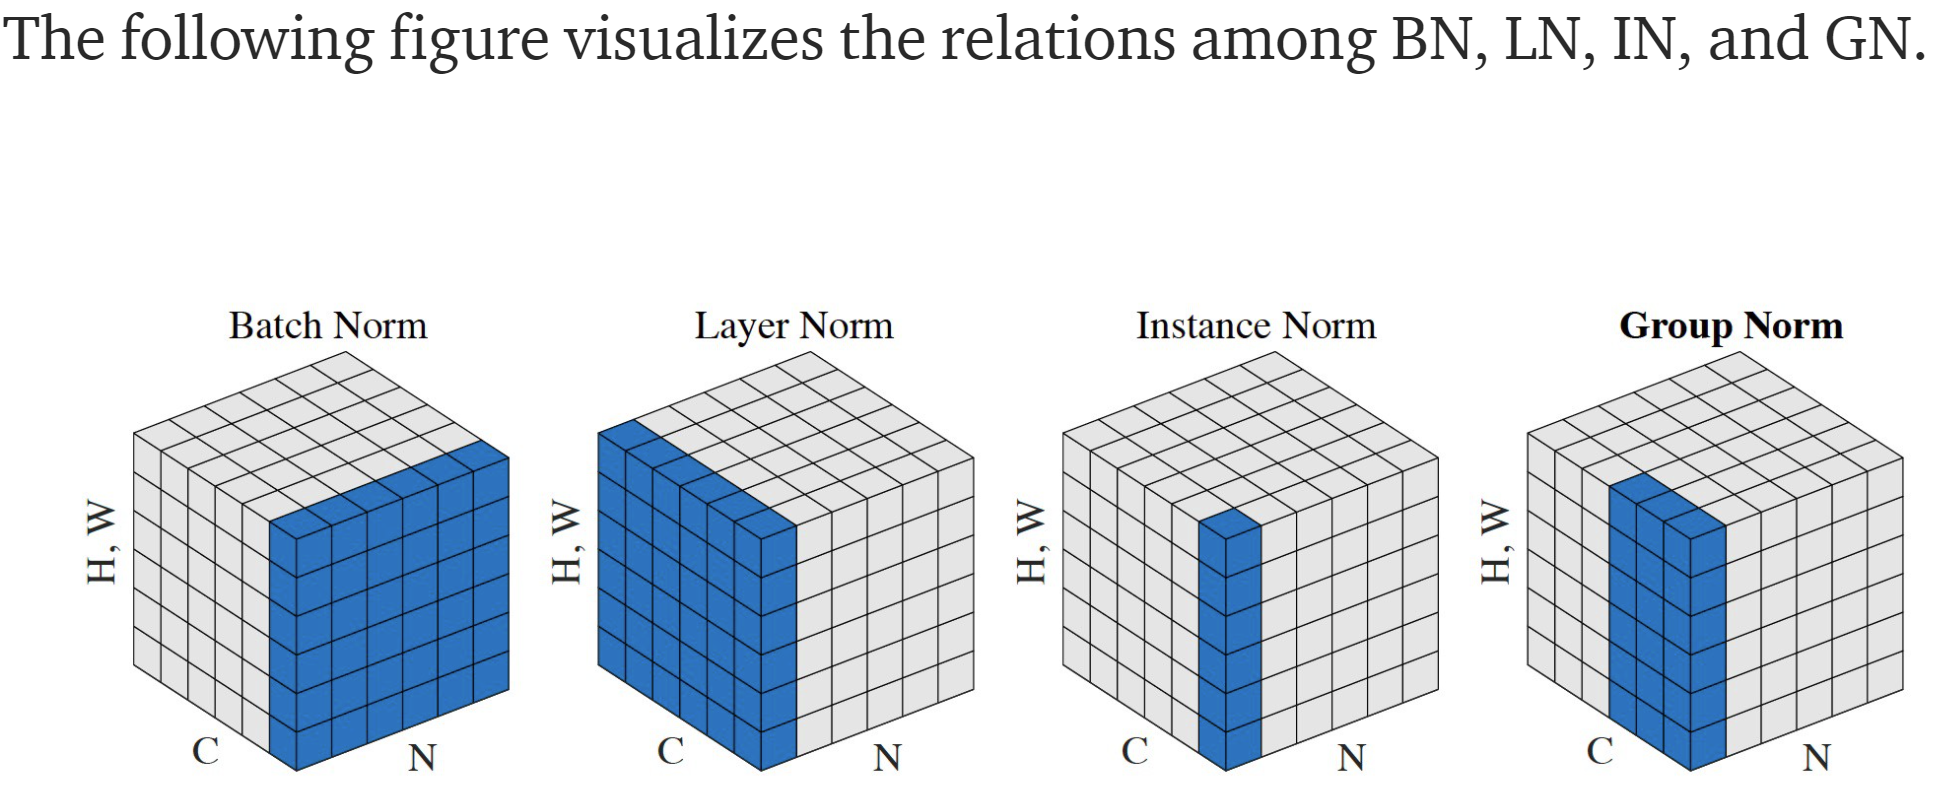 The following figure visualizes the relations among BN, LN, IN, and GN.
Batch Norm
Layer Norm
Instance Norm
Group Norm
H, W
C
N
H, W
C
N
H, W
C
N
H, W
C
N